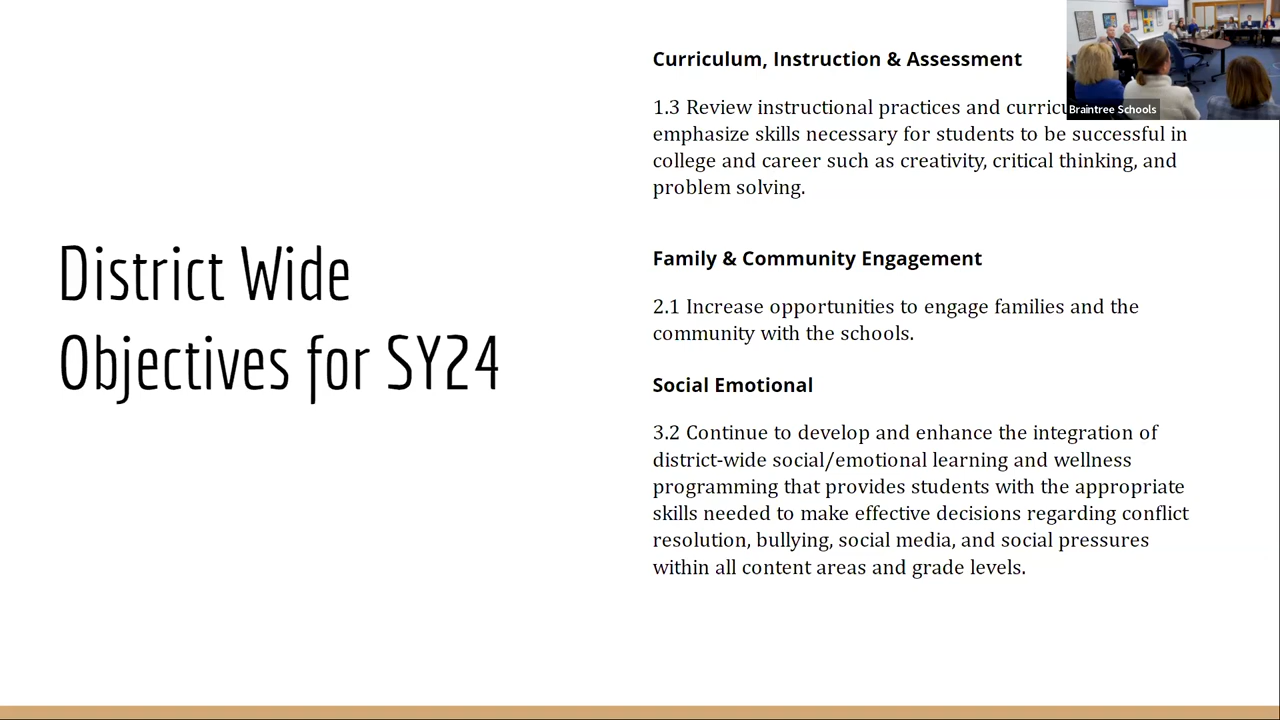 District Wide
Objectives for SY24
Curriculum, Instruction & Assessment
1.3 Review instructional practices and
emphasize skills necessary for students to be successful in
college and career such as creativity, critical thinking, and
problem solving.
Family & Community Engagement
2.1 Increase opportunities to engage families and the
community with the schools.
Social Emotional
3.2 Continue to develop and enhance the integration of
district-wide social/emotional learning and wellness
programming that provides students with the appropriate
skills needed to make effective decisions regarding conflict
resolution, bullying, social media, and social pressures
within all content areas and grade levels.
Braintree Schools